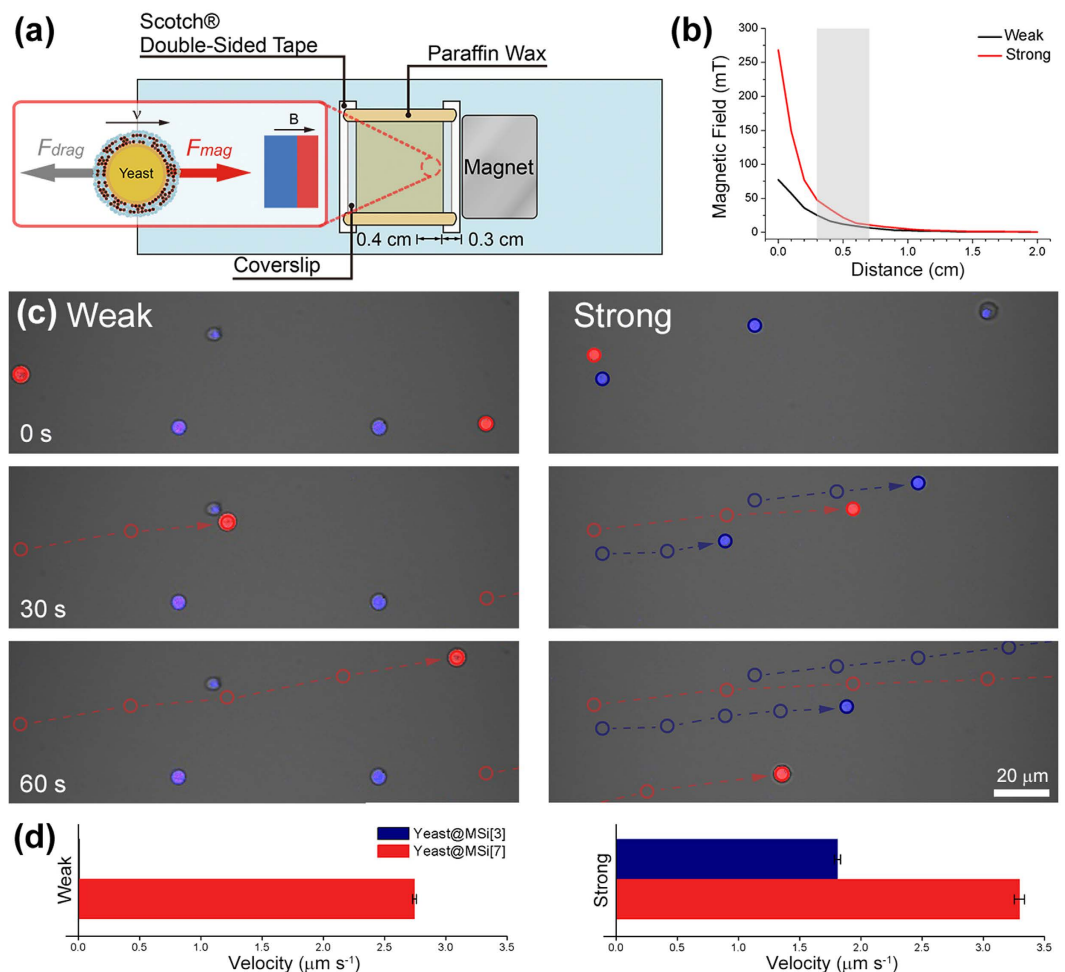 (a)
Scotch®
Double-Sided Tape
Paraffin Wax
ν
B
F_drag
Yeast
F_mag
Magnet
0.4 cm
0.3 cm
Coverslip
(b)
Weak
Strong
Magnetic Field (mT)
300
250
200
150
100
50
0
0.0 0.5 1.0 1.5 2.0
Distance (cm)
(c) Weak
Strong
0 s
30 s
60 s
20 μm
(d)
Yeast@MSi[3]
Yeast@MSi[7]
Weak
0.0 0.5 1.0 1.5 2.0 2.5 3.0 3.5
Velocity (μm s⁻¹)
Strong
0.0 0.5 1.0 1.5 2.0 2.5 3.0 3.5
Velocity (μm s⁻¹)